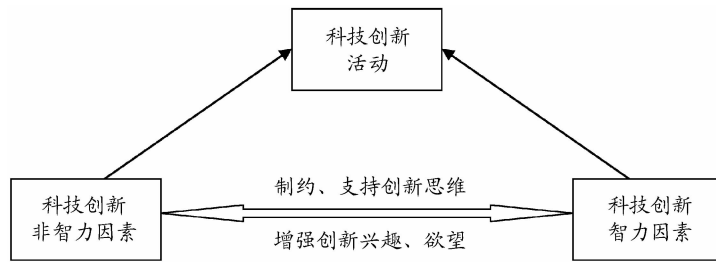 科技创新
活动
制约、支持创新思维
科技创新
非智力因素
科技创新
智力因素
增强创新兴趣、欲望